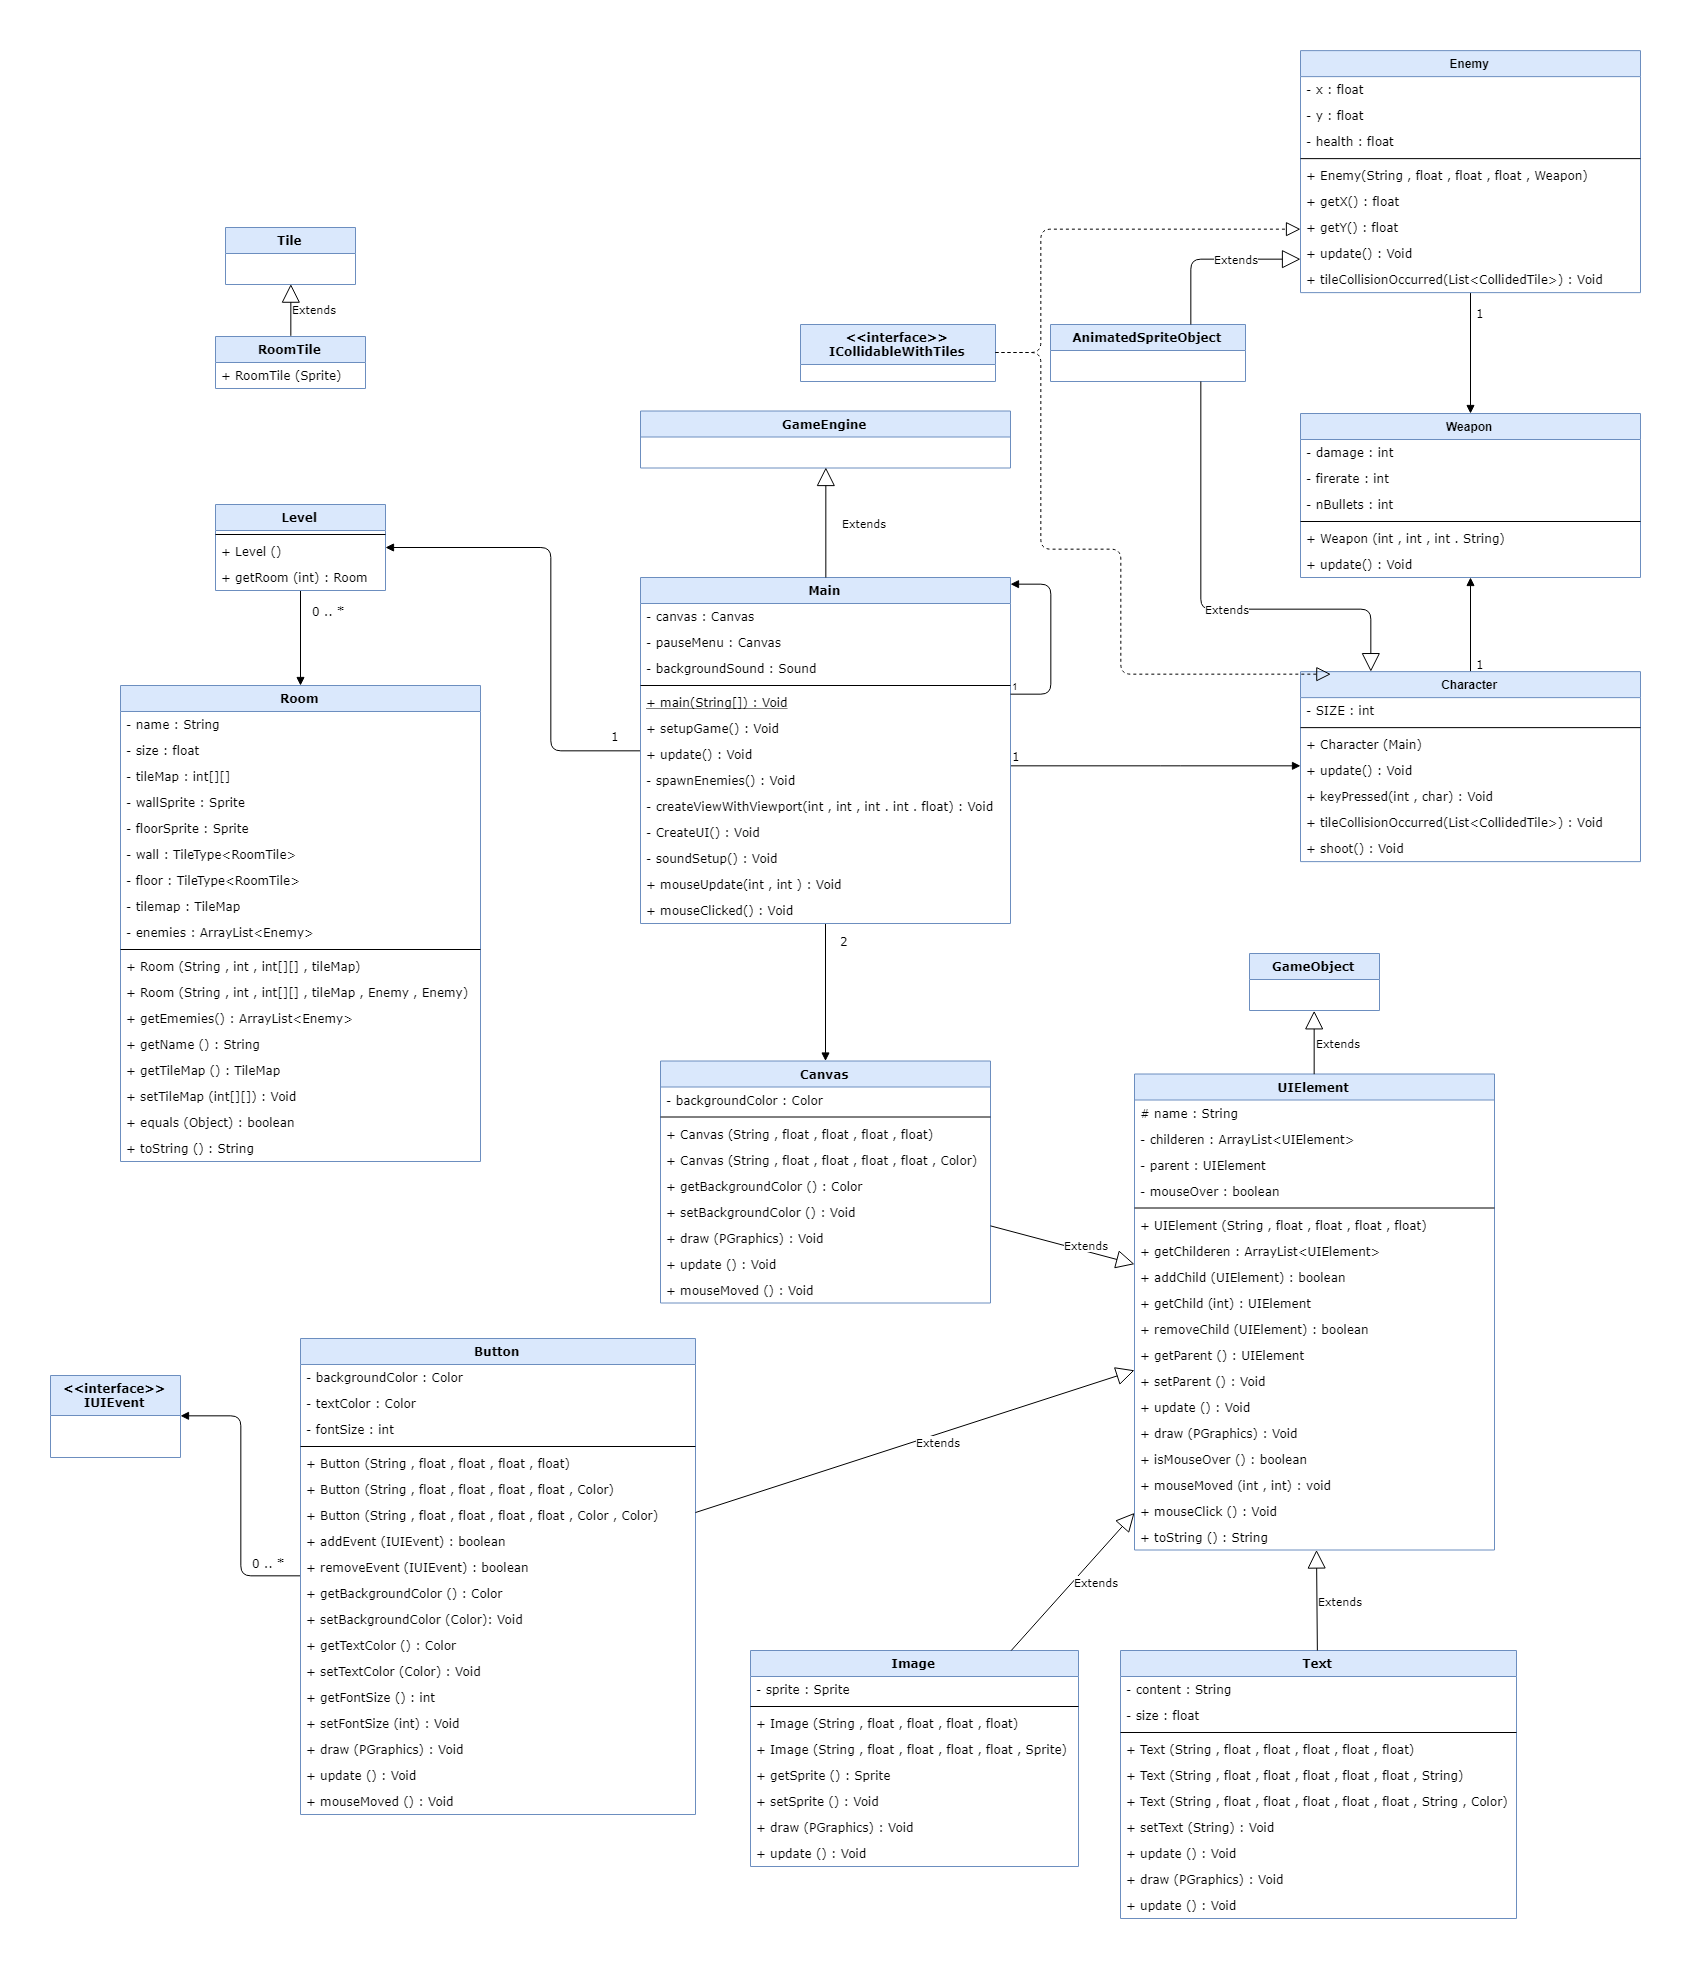 Enemy
- x : float
- y : float
- health : float
+ Enemy(String , float , float , float , Weapon)
+ getX() : float
+ getY() : float
+ update() : Void
+ tileCollisionOccurred(List<CollidedTile>) : Void
Tile
Extends
RoomTile
+ RoomTile (Sprite)
<<interface>>
ICollidableWithTiles
Extends
AnimatedSpriteObject
1
GameEngine
Extends
Weapon
- damage : int
- firerate : int
- nBullets : int
+ Weapon (int , int , int . String)
+ update() : Void
Level
+ Level ()
+ getRoom (int) : Room
0 .. *
Extends
1
Main
- canvas : Canvas
- pauseMenu : Canvas
- backgroundSound : Sound
+ main(String[]) : Void
+ setupGame() : Void
+ update() : Void
- spawnEnemies() : Void
- createViewWithViewport(int , int , int . int . float) : Void
- CreateUI() : Void
- soundSetup() : Void
+ mouseUpdate(int , int ) : Void
+ mouseClicked() : Void
1
1
1
2
Character
- SIZE : int
+ Character (Main)
+ update() : Void
+ keyPressed(int , char) : Void
+ tileCollisionOccurred(List<CollidedTile>) : Void
+ shoot() : Void
Room
- name : String
- size : float
- tileMap : int[][]
- wallSprite : Sprite
- floorSprite : Sprite
- wall : TileType<RoomTile>
- floor : TileType<RoomTile>
- tilemap : TileMap
- enemies : ArrayList<Enemy>
+ Room (String , int , int[][] , tileMap)
+ Room (String , int , int[][] , tileMap , Enemy , Enemy)
+ getEmemies() : ArrayList<Enemy>
+ getName () : String
+ getTileMap () : TileMap
+ setTileMap (int[][]) : Void
+ equals (Object) : boolean
+ toString () : String
GameObject
Extends
Canvas
- backgroundColor : Color
+ Canvas (String , float , float , float , float)
+ Canvas (String , float , float , float , float , Color)
+ getBackgroundColor () : Color
+ setBackgroundColor () : Void
+ draw (PGraphics) : Void
+ update () : Void
+ mouseMoved () : Void
Extends
UIElement
# name : String
- childeren : ArrayList<UIElement>
- parent : UIElement
- mouseOver : boolean
+ UIElement (String , float , float , float , float)
+ getChilderen : ArrayList<UIElement>
+ addChild (UIElement) : boolean
+ getChild (int) : UIElement
+ removeChild (UIElement) : boolean
+ getParent () : UIElement
+ setParent () : Void
+ update () : Void
+ draw (PGraphics) : Void
+ isMouseOver () : boolean
+ mouseMoved (int , int) : void
+ mouseClick () : Void
+ toString () : String
<<interface>>
IUIEvent
0 .. *
Button
- backgroundColor : Color
- textColor : Color
- fontSize : int
+ Button (String , float , float , float , float)
+ Button (String , float , float , float , float , Color)
+ Button (String , float , float , float , float , Color , Color)
+ addEvent (IUIEvent) : boolean
+ removeEvent (IUIEvent) : boolean
+ getBackgroundColor () : Color
+ setBackgroundColor (Color): Void
+ getTextColor () : Color
+ setTextColor (Color) : Void
+ getFontSize () : int
+ setFontSize (int) : Void
+ draw (PGraphics) : Void
+ update () : Void
+ mouseMoved () : Void
Extends
Extends
Extends
Image
- sprite : Sprite
+ Image (String , float , float , float , float)
+ Image (String , float , float , float , float , Sprite)
+ getSprite () : Sprite
+ setSprite () : Void
+ draw (PGraphics) : Void
+ update () : Void
Text
- content : String
- size : float
+ Text (String , float , float , float , float , float)
+ Text (String , float , float , float , float , float , String)
+ Text (String , float , float , float , float , float , String , Color)
+ setText (String) : Void
+ update () : Void
+ draw (PGraphics) : Void
+ update () : Void